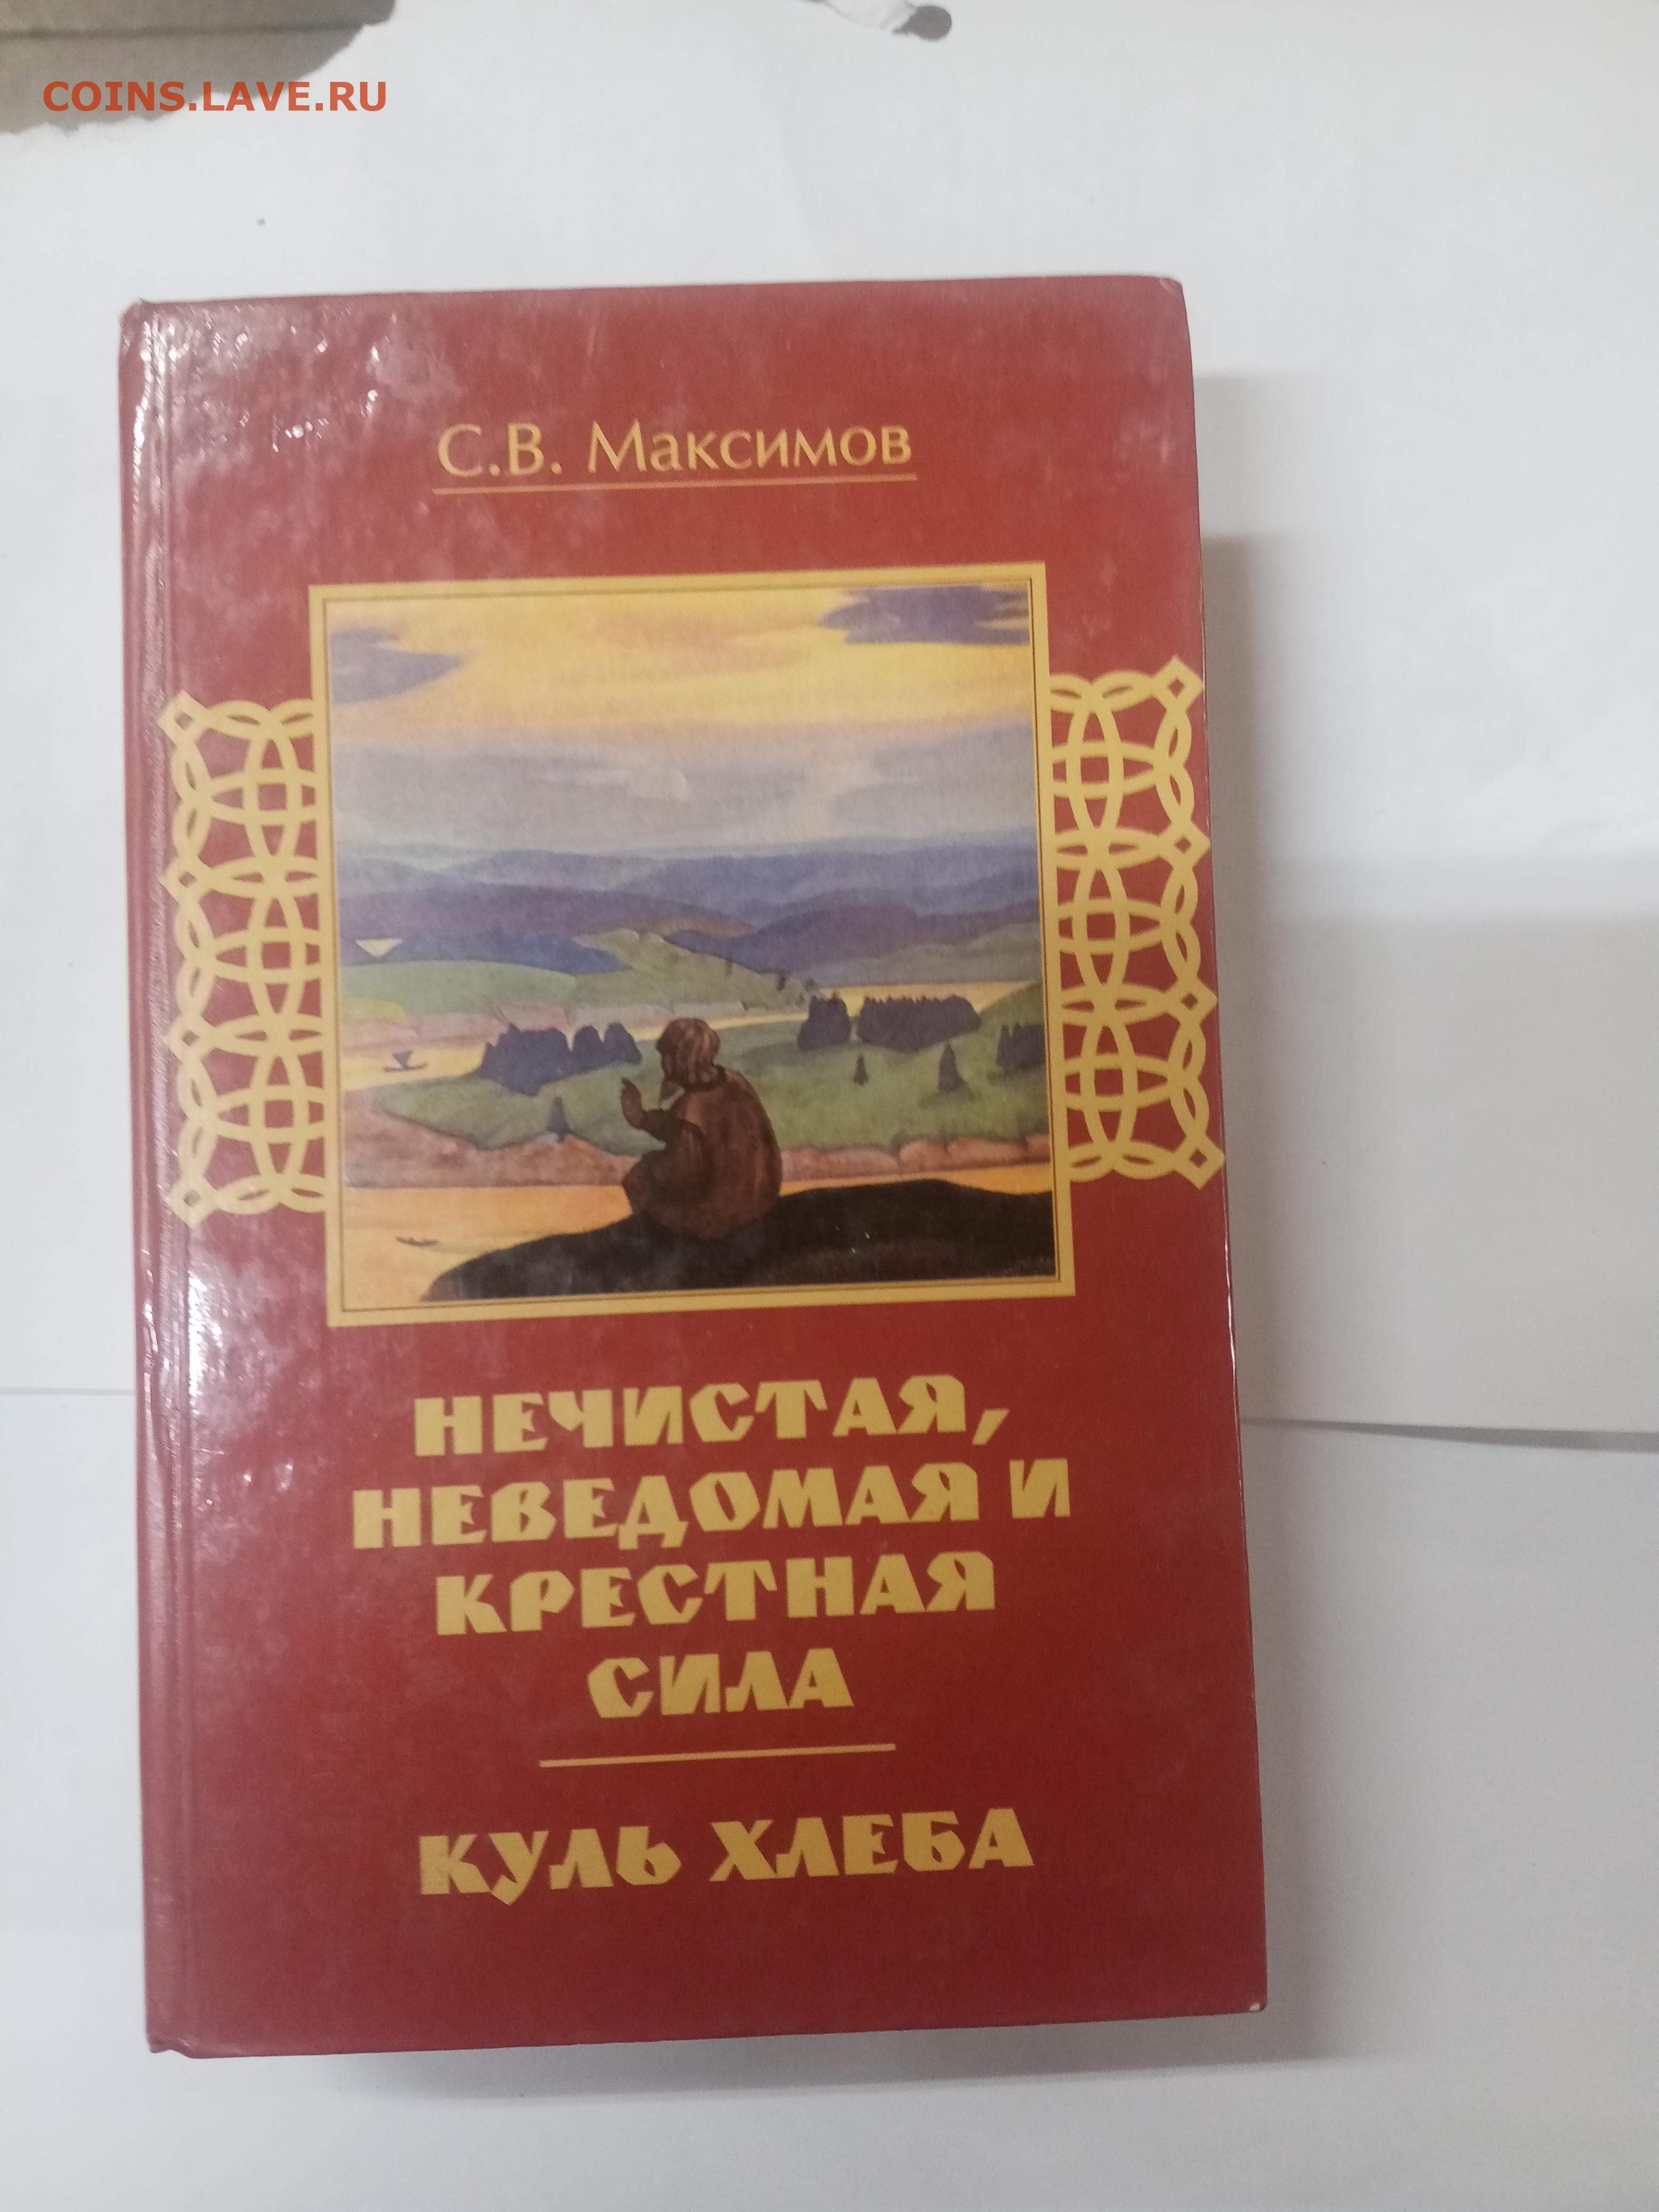 COINS.LAVE.RU
С.В. Максимов
НЕЧИСТАЯ,
НЕВЕДОМАЯ И
КРЕСТНАЯ
СИЛА
КУЛЬ ХЛЕБА